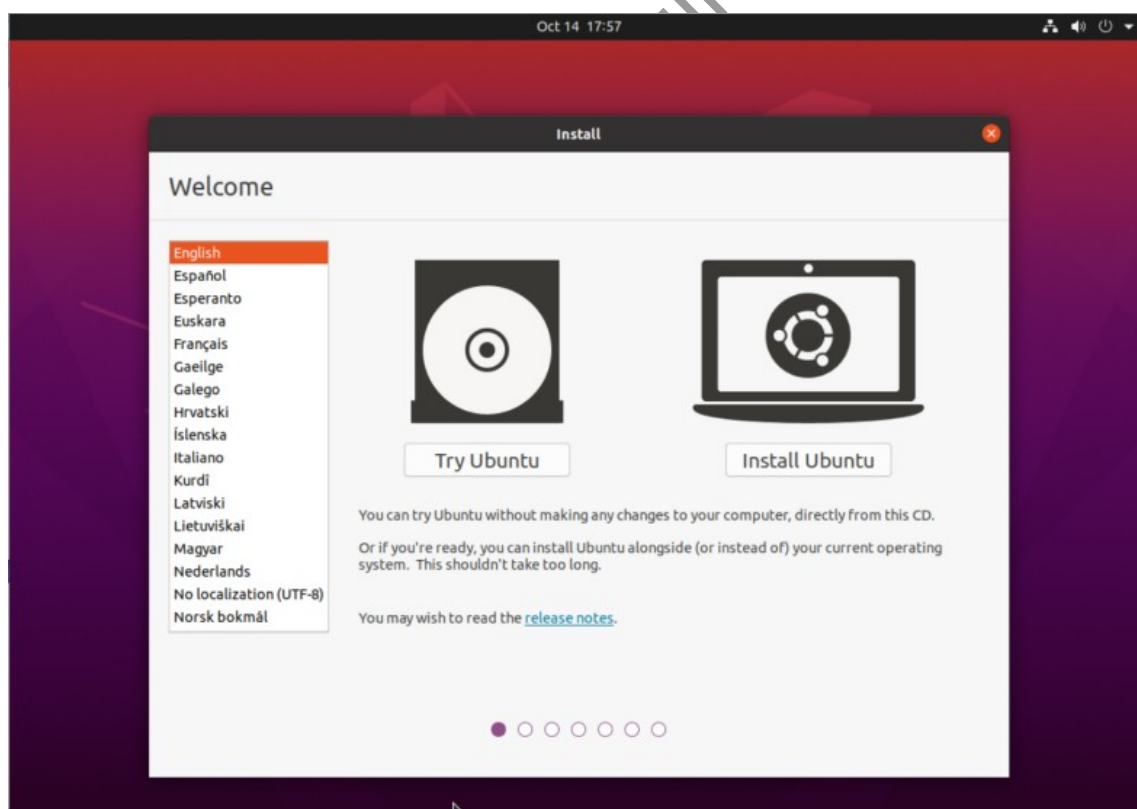 Oct 14 17:57
Install
Welcome
English
Español
Esperanto
Euskara
Français
Gaeilge
Galego
Hrvatski
Íslenska
Italiano
Kurdî
Latviski
Lietuviškai
Magyar
Nederlands
No localization (UTF-8)
Norsk bokmål
Try Ubuntu
Install Ubuntu
You can try Ubuntu without making any changes to your computer, directly from this CD.
Or if you're ready, you can install Ubuntu alongside (or instead of) your current operating
system. This shouldn't take too long.
You may wish to read the release notes.